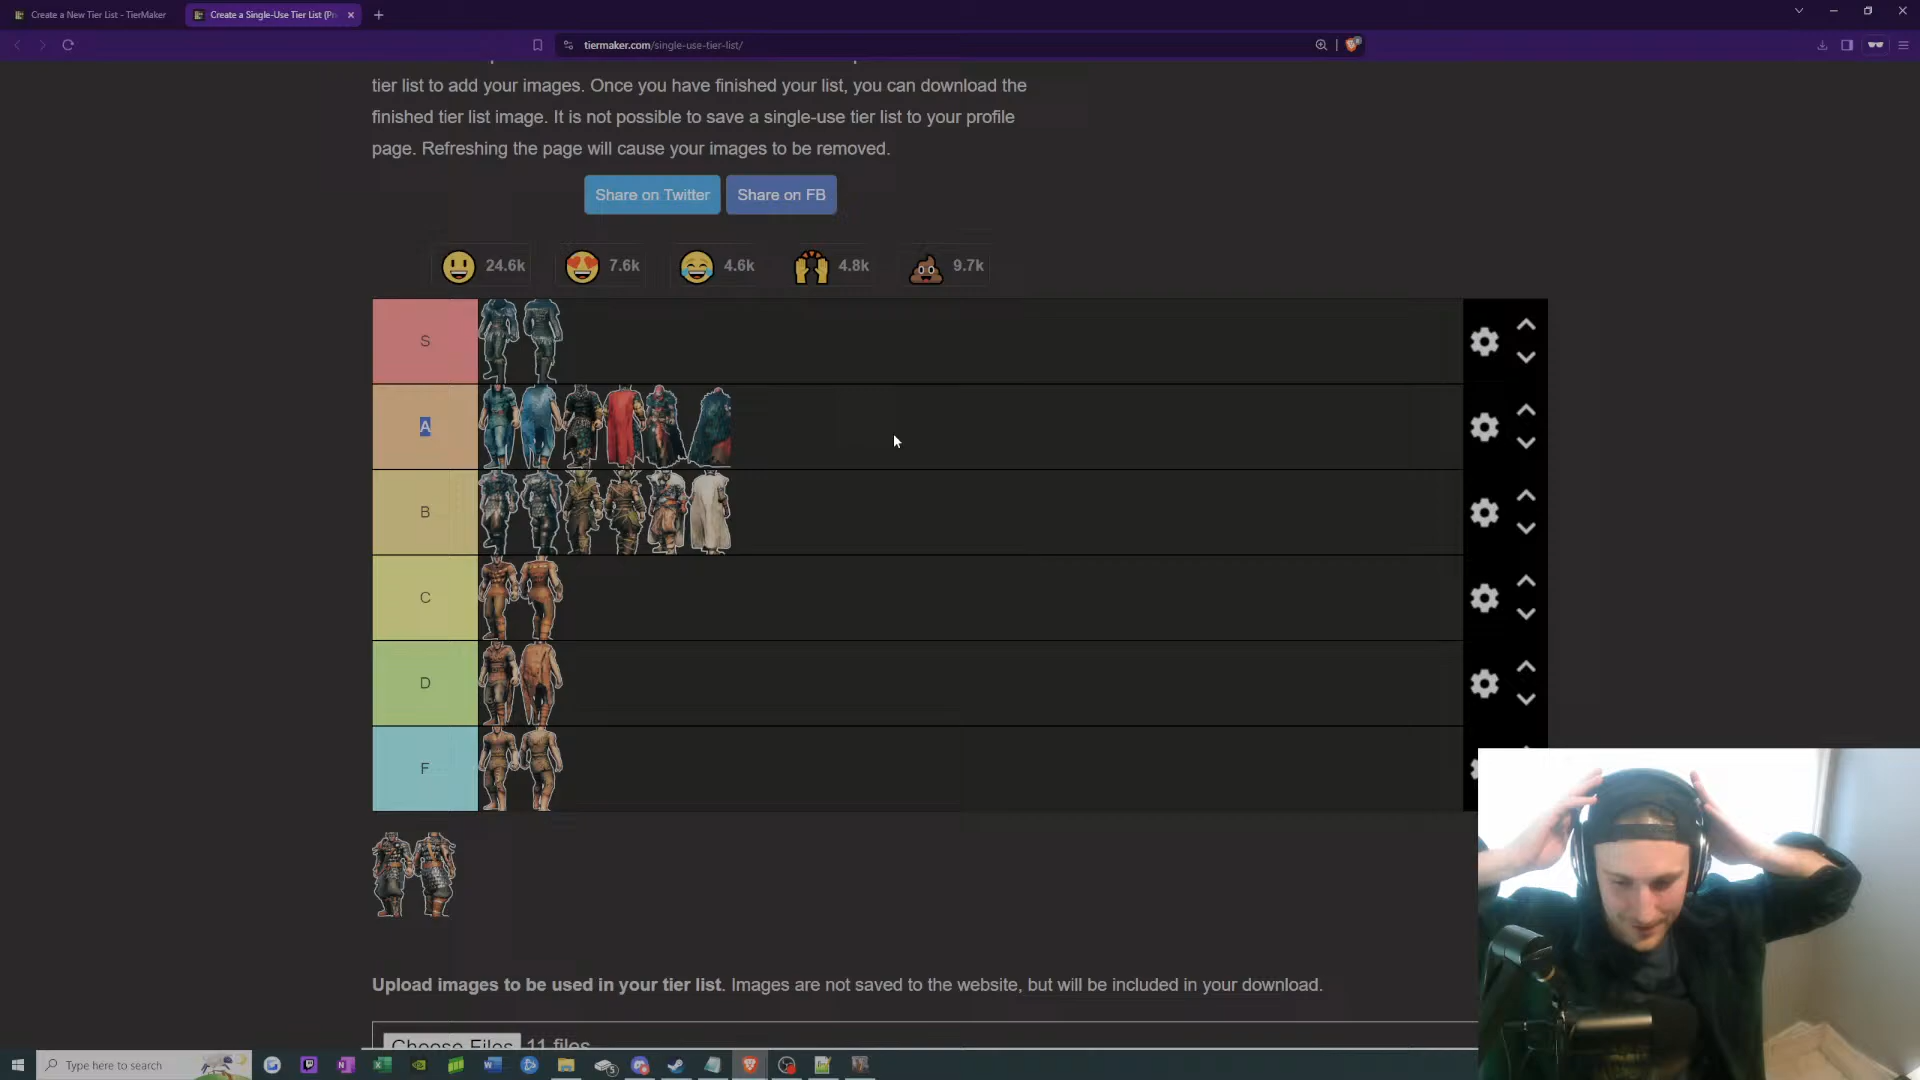 Create a New Tier List - TierMaker
Create a Single-Use Tier List (Pr
tiermaker.com/single-use-tier-list/
tier list to add your images. Once you have finished your list, you can download the
finished tier list image. It is not possible to save a single-use tier list to your profile
page. Refreshing the page will cause your images to be removed.
Share on Twitter
Share on FB
24.6k
7.6k
4.6k
4.8k
9.7k
S
A
B
C
D
F
Upload images to be used in your tier list. Images are not saved to the website, but will be included in your download.
Choose Files 11 files
Type here to search